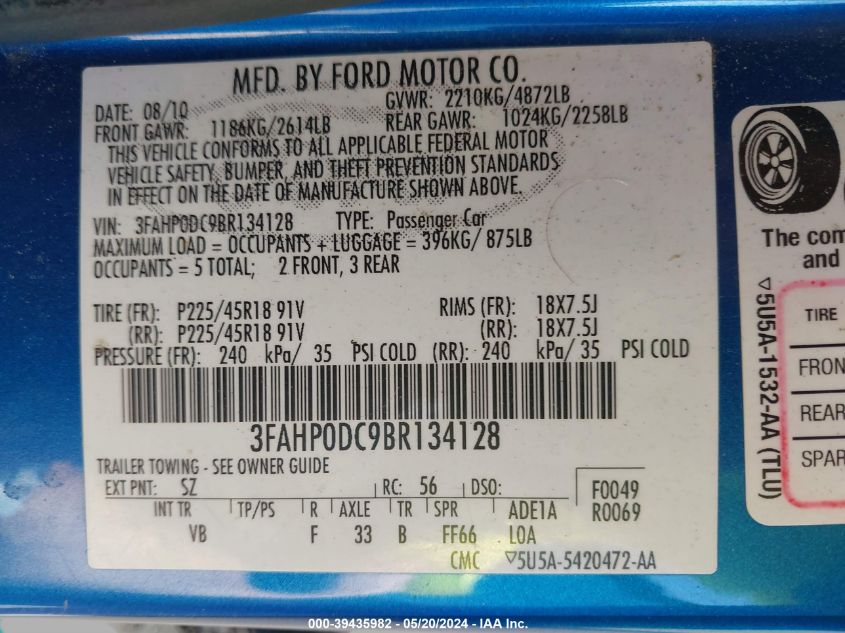 MFD. BY FORD MOTOR CO.
DATE: 08/10 GVWR: 2210KG/4872LB
FRONT GAWR: 1186KG/2614LB REAR GAWR: 1024KG/2258LB
THIS VEHICLE CONFORMS TO ALL APPLICABLE FEDERAL MOTOR
VEHICLE SAFETY, BUMPER, AND THEFT PREVENTION STANDARDS
IN EFFECT ON THE DATE OF MANUFACTURE SHOWN ABOVE.
VIN: 3FAHP0DC9BR134128 TYPE: Passenger Car
MAXIMUM LOAD = OCCUPANTS + LUGGAGE = 396KG/ 875LB
OCCUPANTS = 5 TOTAL; 2 FRONT, 3 REAR
TIRE (FR): P225/45R18 91V RIMS (FR): 18X7.5J
(RR): P225/45R18 91V (RR): 18X7.5J
PRESSURE (FR): 240 kPa/ 35 PSI COLD (RR): 240 kPa/ 35 PSI COLD
3FAHP0DC9BR134128
TRAILER TOWING - SEE OWNER GUIDE
EXT PNT: SZ RC: 56 DSO: F0049
INT TR TP/PS R AXLE TR SPR ADE1A R0069
VB F 33 B FF66 LOA
CMC ▽5U5A-5420472-AA
The com
and
▽5U5A-1532-AA (TLU)
TIRE
FRON
REAR
SPAR
000-39435982 - 05/20/2024 - IAA Inc.